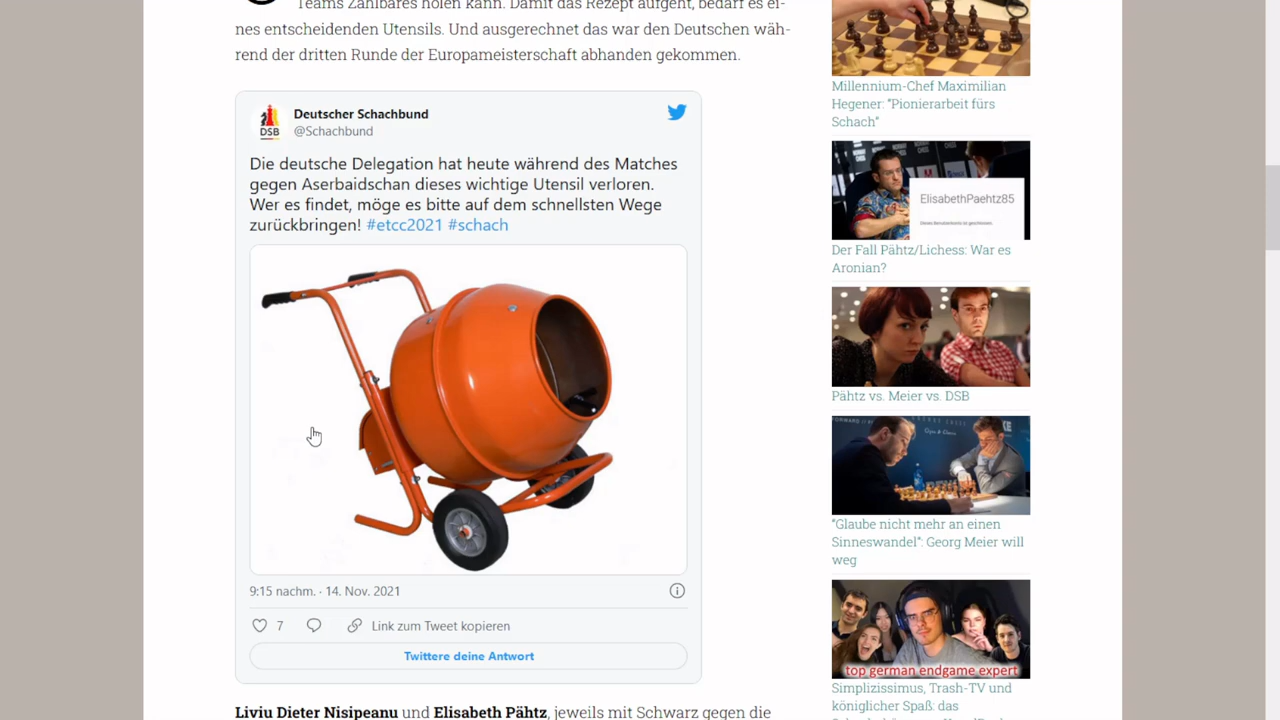 Teams Zählbares holen kann. Damit das Rezept aufgeht, bedarf es ei-
nes entscheidenden Utensils. Und ausgerechnet das war den Deutschen wäh-
rend der dritten Runde der Europameisterschaft abhanden gekommen.
DSB
Deutscher Schachbund
@Schachbund
Die deutsche Delegation hat heute während des Matches
gegen Aserbaidschan dieses wichtige Utensil verloren.
Wer's findet, möge es bitte auf dem schnellsten Wege
zurückbringen! #etcc2021 #schach
9:15 nachm. · 14. Nov. 2021
7
Link zum Tweet kopieren
Twittere deine Antwort
Liviu Dieter Nisipeanu und Elisabeth Pähtz, jeweils mit Schwarz gegen die
Millennium-Chef Maximilian
Hegener: "Pionierarbeit fürs
Schach"
ElisabethPaehtz85
Der Fall Pähtz/Lichess: War es
Aronian?
Pähtz vs. Meier vs. DSB
"Glaube nicht mehr an einen
Sinneswandel": Georg Meier will
weg
top german endgame expert
Simplizissimus, Trash-TV und
königlicher Spaß: das